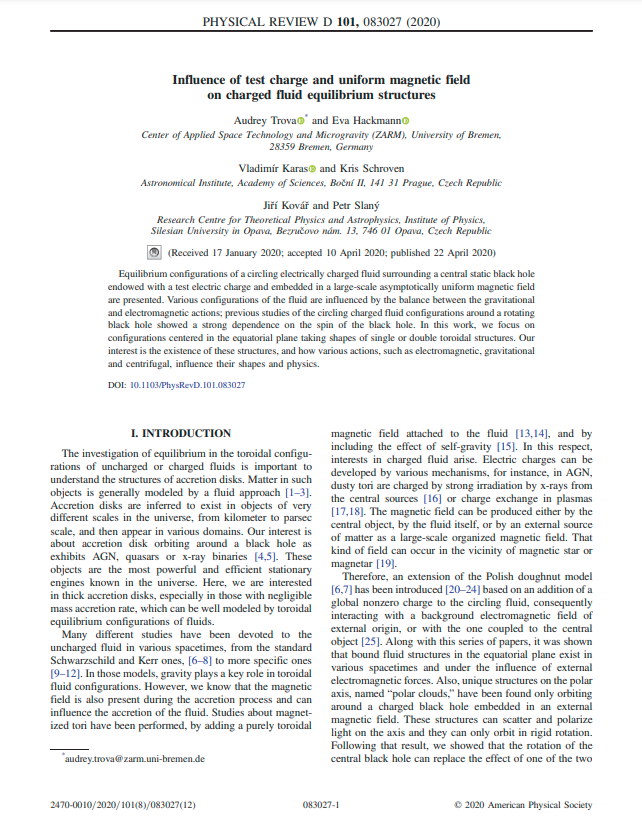 PHYSICAL REVIEW D 101, 083027 (2020)
Influence of test charge and uniform magnetic field
on charged fluid equilibrium structures
Audrey Trova* and Eva Hackmann
Center of Applied Space Technology and Microgravity (ZARM), University of Bremen,
28359 Bremen, Germany
Vladimír Karas and Kris Schroven
Astronomical Institute, Academy of Sciences, Boční II, 141 31 Prague, Czech Republic
Jiří Kovář and Petr Slaný
Research Centre for Theoretical Physics and Astrophysics, Institute of Physics,
Silesian University in Opava, Bezručovo nám. 13, 746 01 Opava, Czech Republic
(Received 17 January 2020; accepted 10 April 2020; published 22 April 2020)
Equilibrium configurations of a circling electrically charged fluid surrounding a central static black hole
endowed with a test electric charge and embedded in a large-scale asymptotically uniform magnetic field
are presented. Various configurations of the fluid are influenced by the balance between the gravitational
and electromagnetic actions; previous studies of the circling charged fluid configurations around a rotating
black hole showed a strong dependence on the spin of the black hole. In this work, we focus on
configurations centered in the equatorial plane taking shapes of single or double toroidal structures. Our
interest is the existence of these structures, and how various actions, such as electromagnetic, gravitational
and centrifugal, influence their shapes and physics.
DOI: 10.1103/PhysRevD.101.083027
I. INTRODUCTION
The investigation of equilibrium in the toroidal configu-
rations of uncharged or charged fluids is important to
understand the structures of accretion disks. Matter in such
objects is generally modeled by a fluid approach [1–3].
Accretion disks are inferred to exist in objects of very
different scales in the universe, from kilometer to parsec
scale, and then appear in various domains. Our interest is
about accretion disk orbiting around a black hole as
exhibits AGN, quasars or x-ray binaries [4,5]. These
objects are the most powerful and efficient stationary
engines known in the universe. Here, we are interested
in thick accretion disks, especially in those with negligible
mass accretion rate, which can be well modeled by toroidal
equilibrium configurations of fluids.
Many different studies have been devoted to the
uncharged fluid in various spacetimes, from the standard
Schwarzschild and Kerr ones, [6–8] to more specific ones
[9–12]. In those models, gravity plays a key role in toroidal
fluid configurations. However, we know that the magnetic
field is also present during the accretion process and can
influence the accretion of the fluid. Studies about magnet-
ized tori have been performed, by adding a purely toroidal
*audrey.trova@zarm.uni-bremen.de
magnetic field attached to the fluid [13,14], and by
including the effect of self-gravity [15]. In this respect,
interests in charged fluid arise. Electric charges can be
developed by various mechanisms, for instance, in AGN,
dusty tori are charged by strong irradiation by x-rays from
the central sources [16] or charge exchange in plasmas
[17,18]. The magnetic field can be produced either by the
central object, by the fluid itself, or by an external source
of matter as a large-scale organized magnetic field. That
kind of field can occur in the vicinity of magnetic star or
magnetar [19].
Therefore, an extension of the Polish doughnut model
[6,7] has been introduced [20–24] based on an addition of a
global nonzero charge to the circling fluid, consequently
interacting with a background electromagnetic field of
external origin, or with the one coupled to the central
object [25]. Along with this series of papers, it was shown
that bound fluid structures in the equatorial plane exist in
various spacetimes and under the influence of external
electromagnetic forces. Also, unique structures on the polar
axis, named “polar clouds,” have been found only orbiting
around a charged black hole embedded in an external
magnetic field. These structures can scatter and polarize
light on the axis and they can only orbit in rigid rotation.
Following that result, we showed that the rotation of the
central black hole can replace the effect of one of the two
2470-0010/2020/101(8)/083027(12)
083027-1
© 2020 American Physical Society